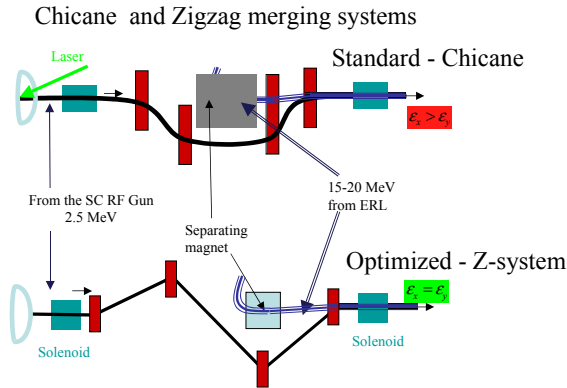 Chicane and Zigzag merging systems
Laser
Standard - Chicane
εx > εy
From the SC RF Gun
2.5 MeV
15-20 MeV
from ERL
Separating
magnet
Optimized - Z-system
εx = εy
Solenoid
Solenoid